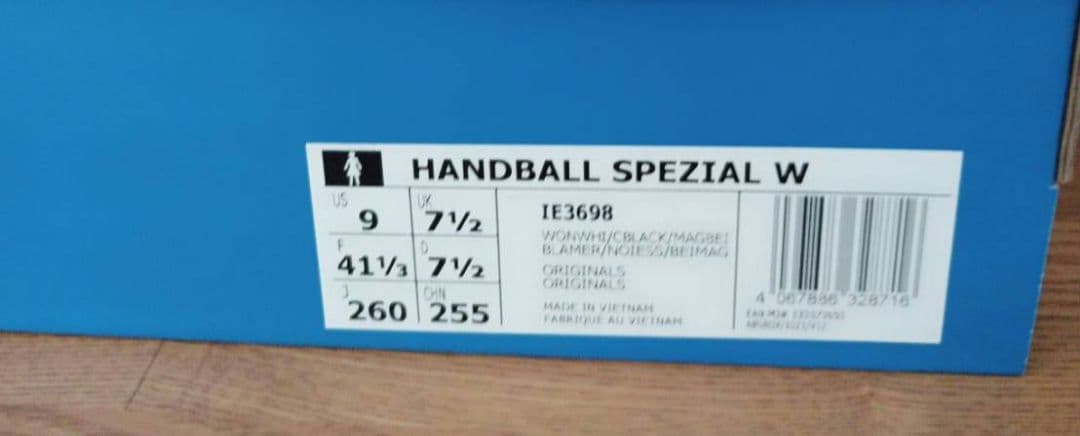 HANDBALL SPEZIAL W
US 9 UK 7½
F 41⅓ D 7½
J 260 CHN 255
IE3698
WONWHI/CBLACK/MAGBEI
BLAMER/NOIESS/BEIMAG
ORIGINALS
ORIGINALS
MADE IN VIETNAM
FABRIQUE AU VIETNAM
4 067886 328716